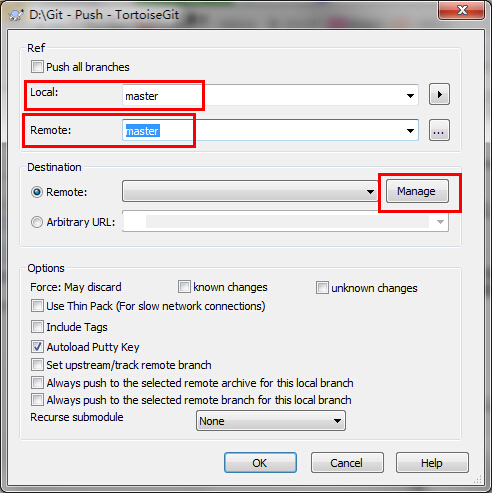 D:\Git - Push - TortoiseGit
Ref
Push all branches
Local: master
Remote: master
...
Destination
Remote: Manage
Arbitrary URL:
Options
Force: May discard known changes unknown changes
Use Thin Pack (For slow network connections)
Include Tags
Autoload Putty Key
Set upstream/track remote branch
Always push to the selected remote archive for this local branch
Always push to the selected remote branch for this local branch
Recurse submodule None
OK Cancel Help